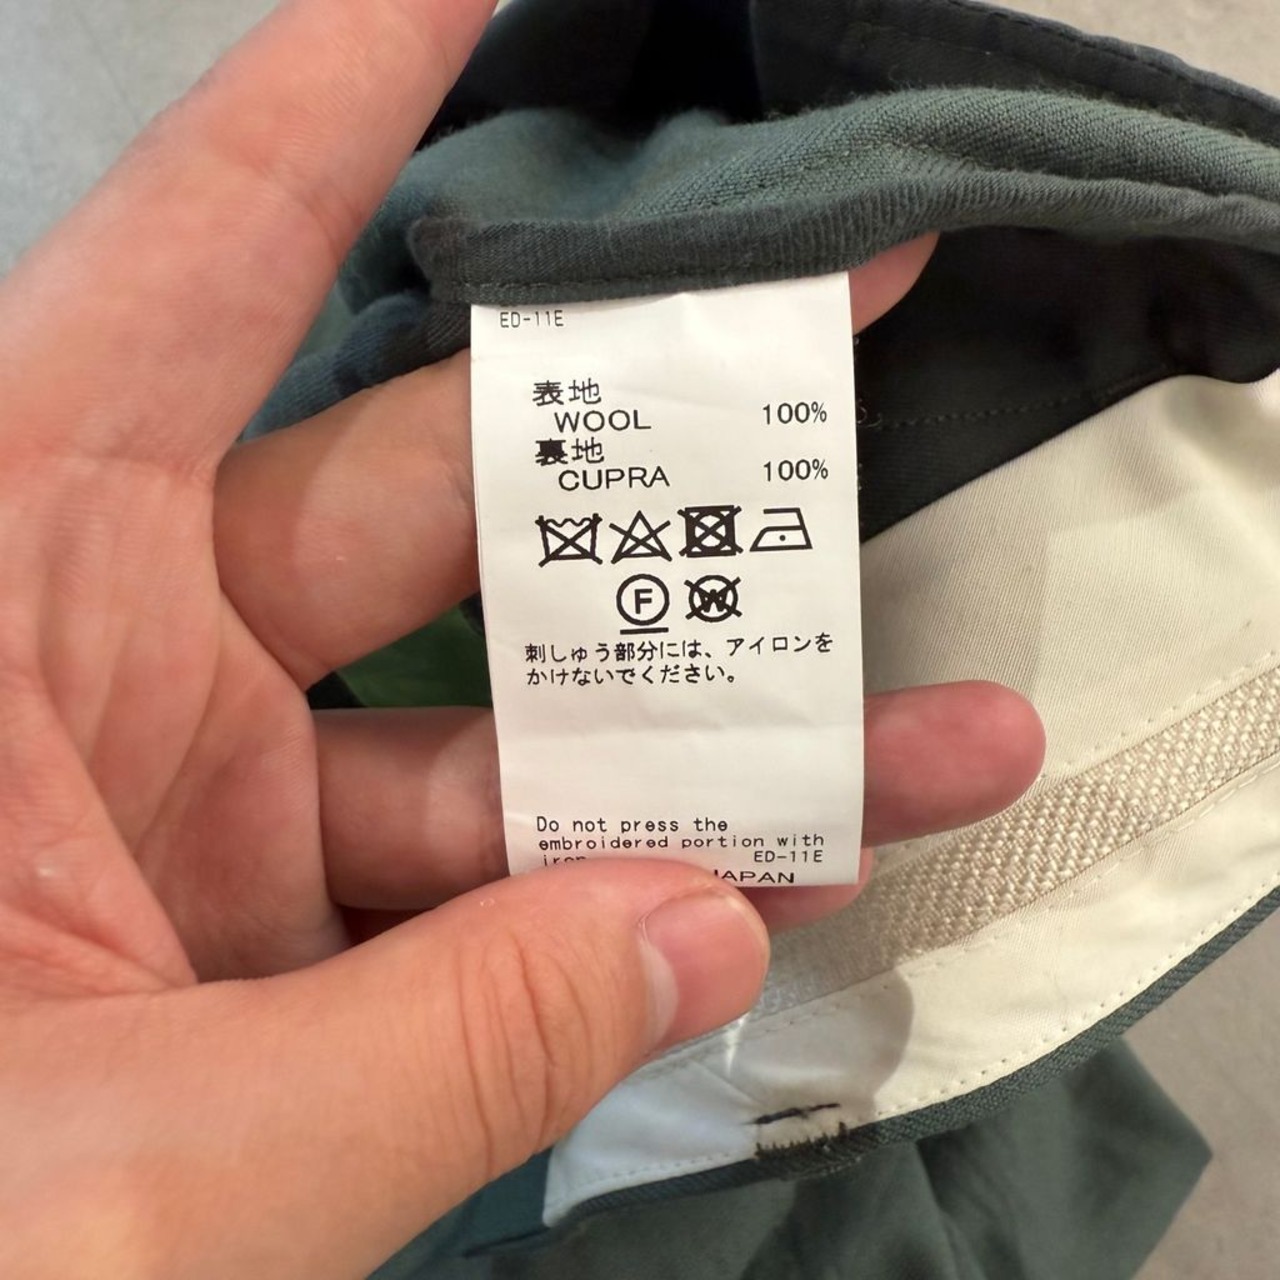 ED-11E
表地
WOOL 100%
裏地
CUPRA 100%
F
W
刺しゅう部分には、アイロンを
かけないでください。
Do not press the
embroidered portion with
iron
ED-11E
JAPAN